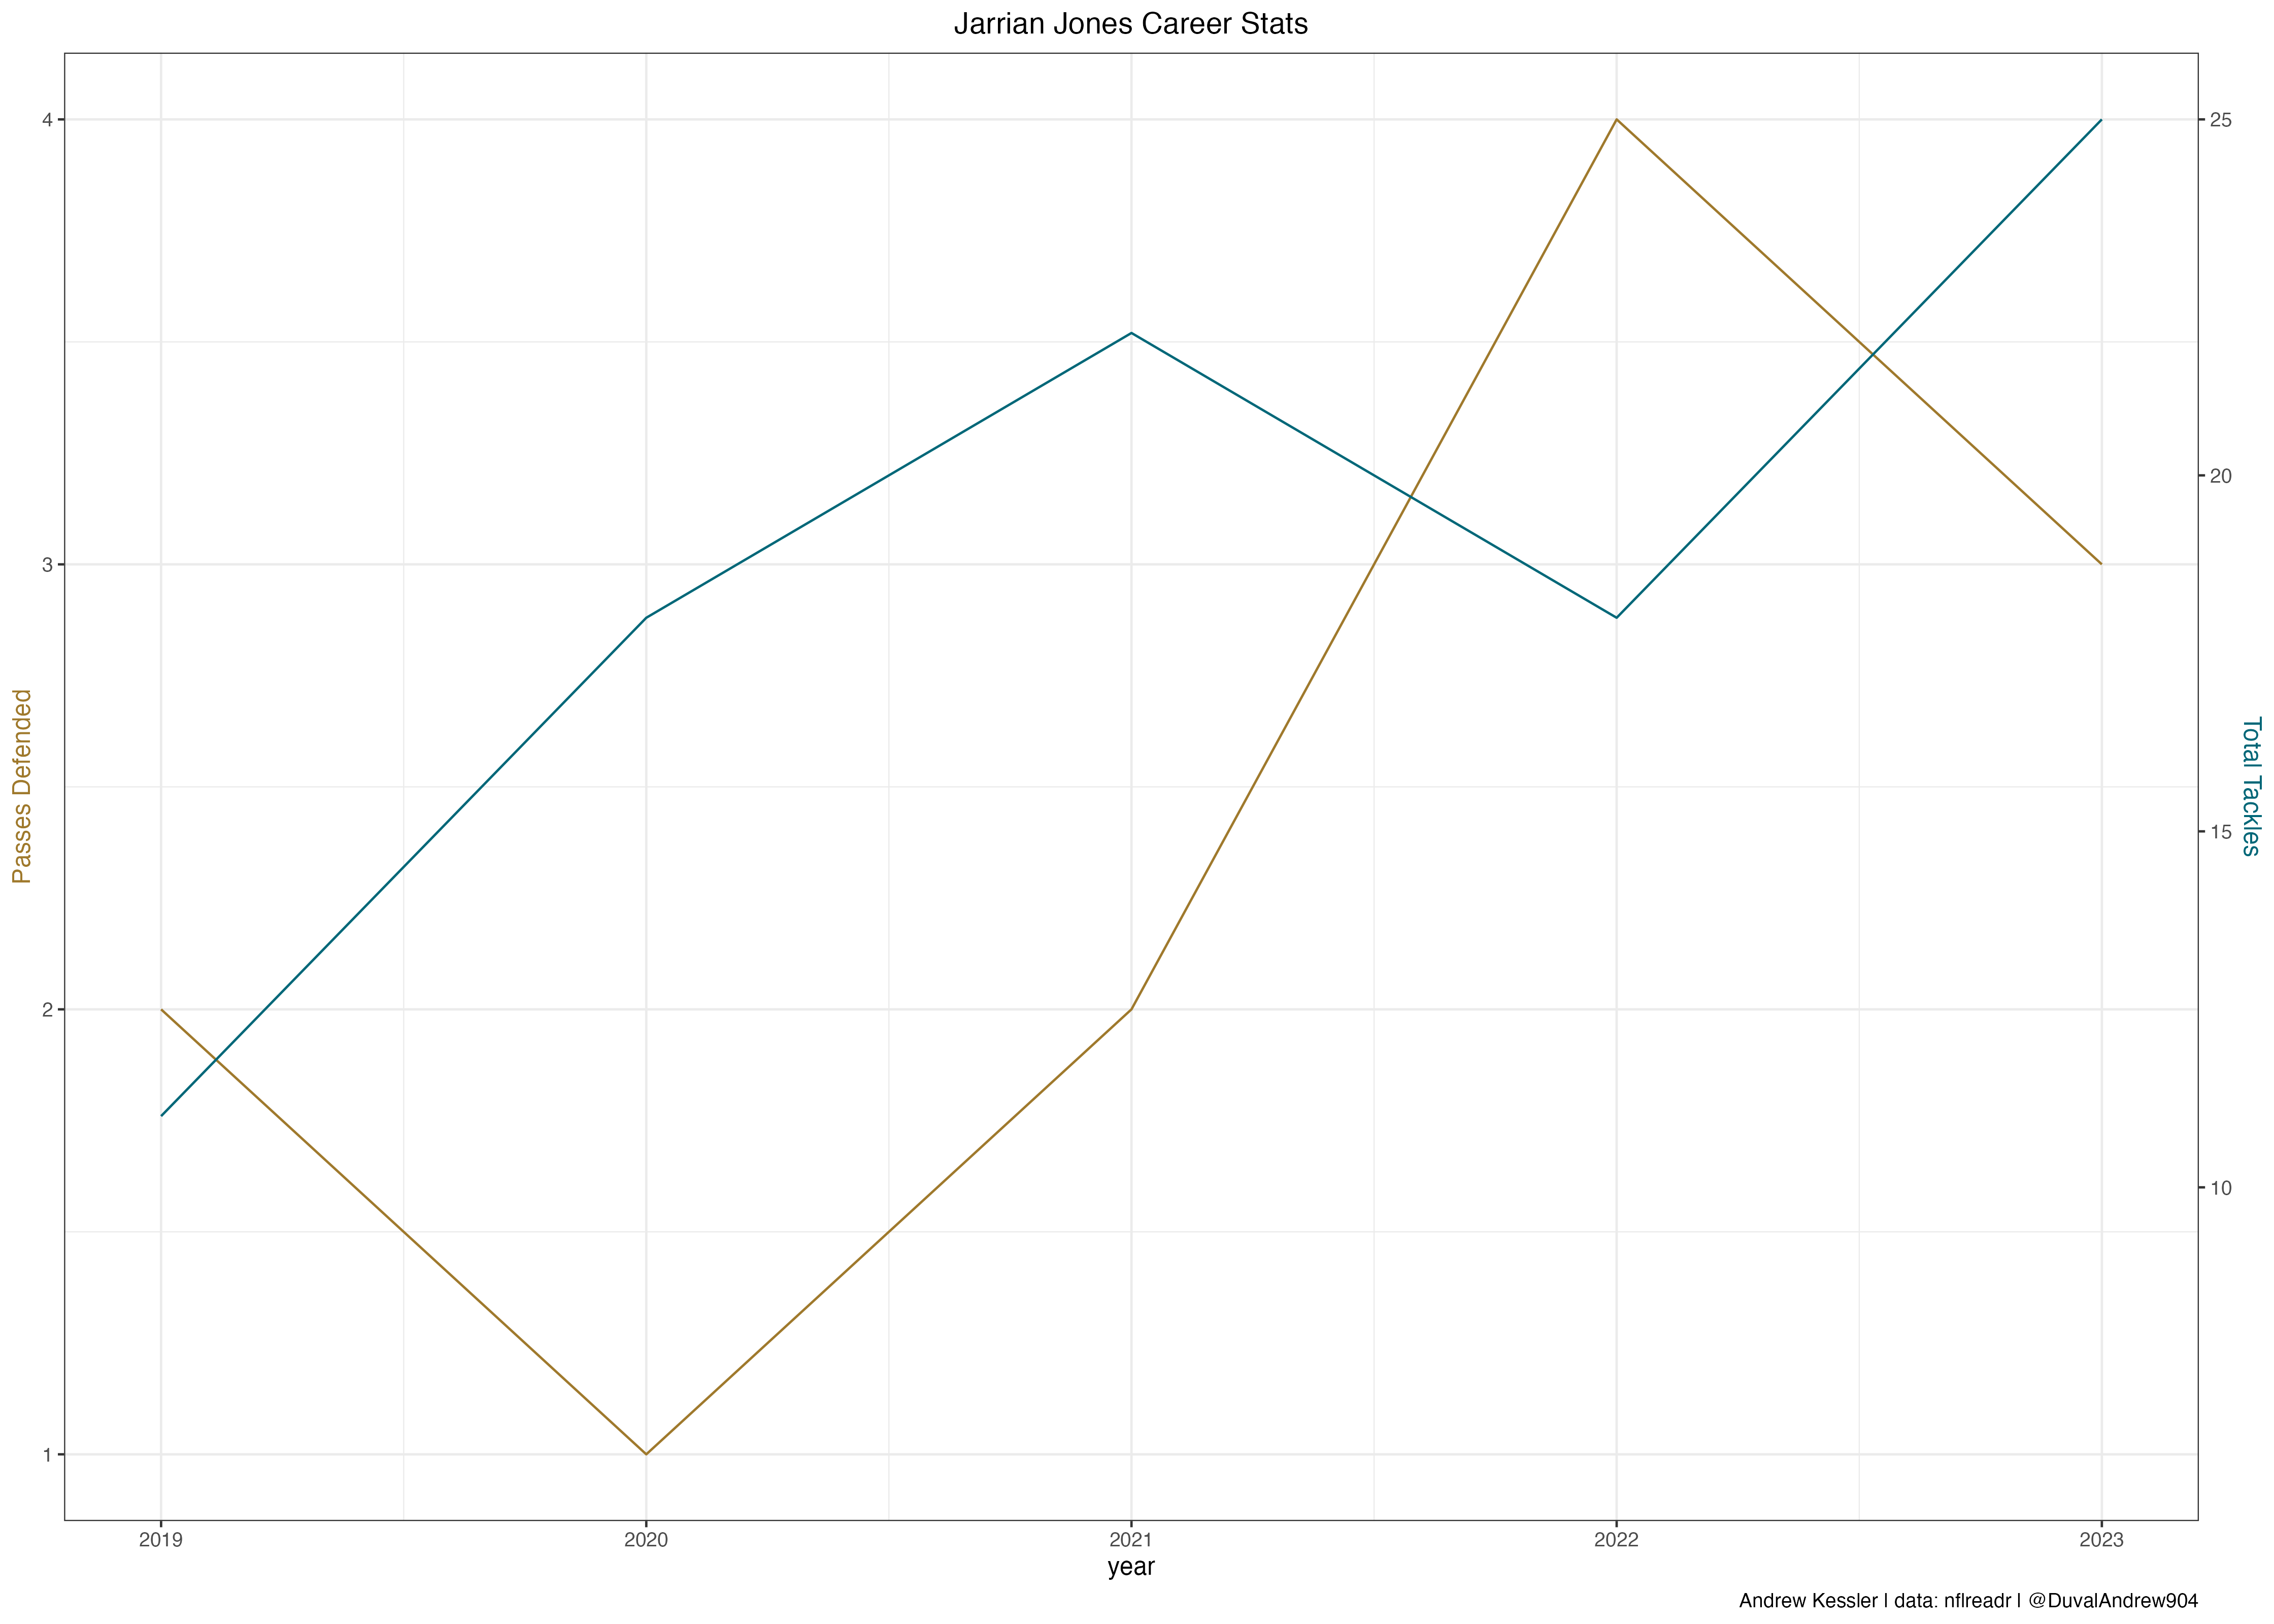 Jarrian Jones Career Stats
4
3
2
1
Passes Defended
25
20
15
10
Total Tackles
2019
2020
2021
2022
2023
year
Andrew Kessler | data: nflreadr | @DuvalAndrew904